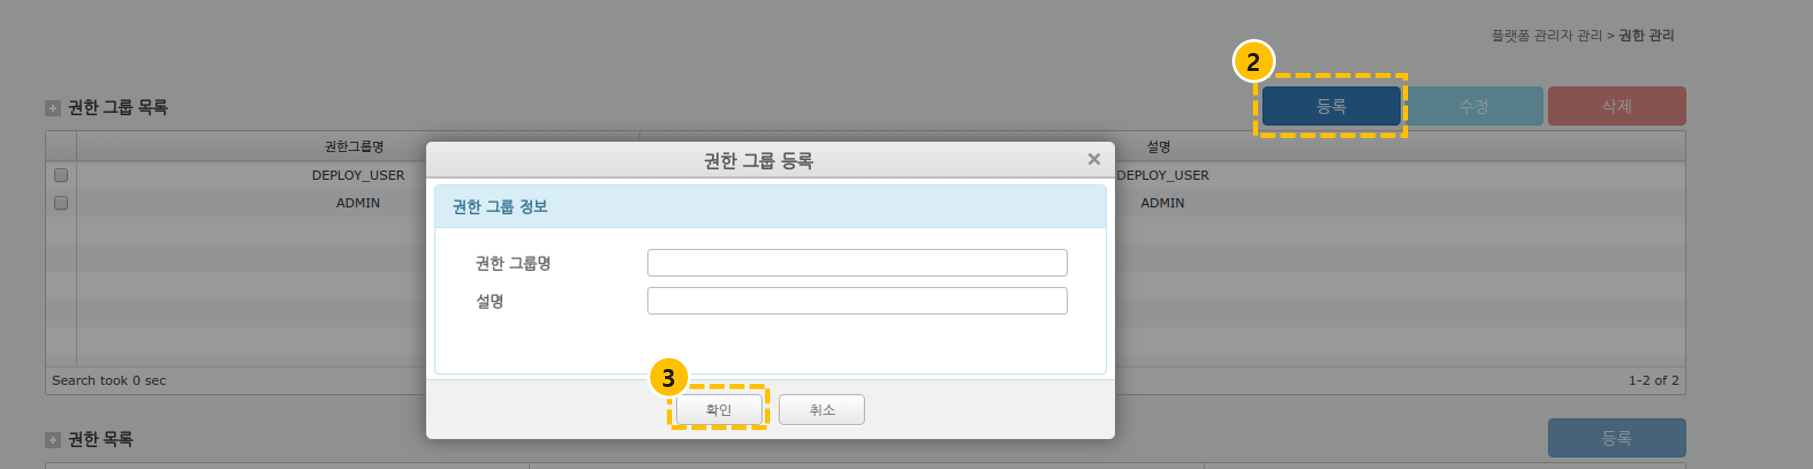 플랫폼 관리자 관리 > 권한 관리
2
권한 그룹 목록
등록 수정 삭제
권한그룹명 설명
DEPLOY_USER DEPLOY_USER
ADMIN ADMIN
권한 그룹 등록
권한 그룹 정보
권한 그룹명
설명
Search took 0 sec 1-2 of 2
3
확인 취소
권한 목록 등록